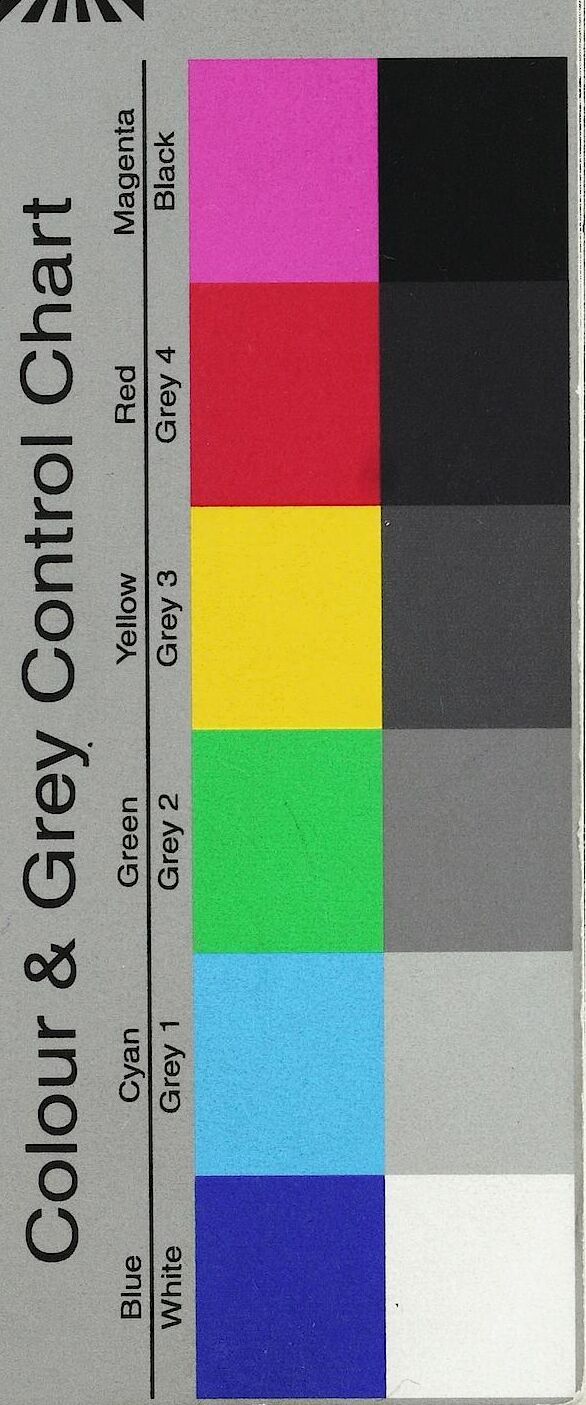 Colour & Grey Control Chart
Blue Cyan Green Yellow Red Magenta
White Grey 1 Grey 2 Grey 3 Grey 4 Black